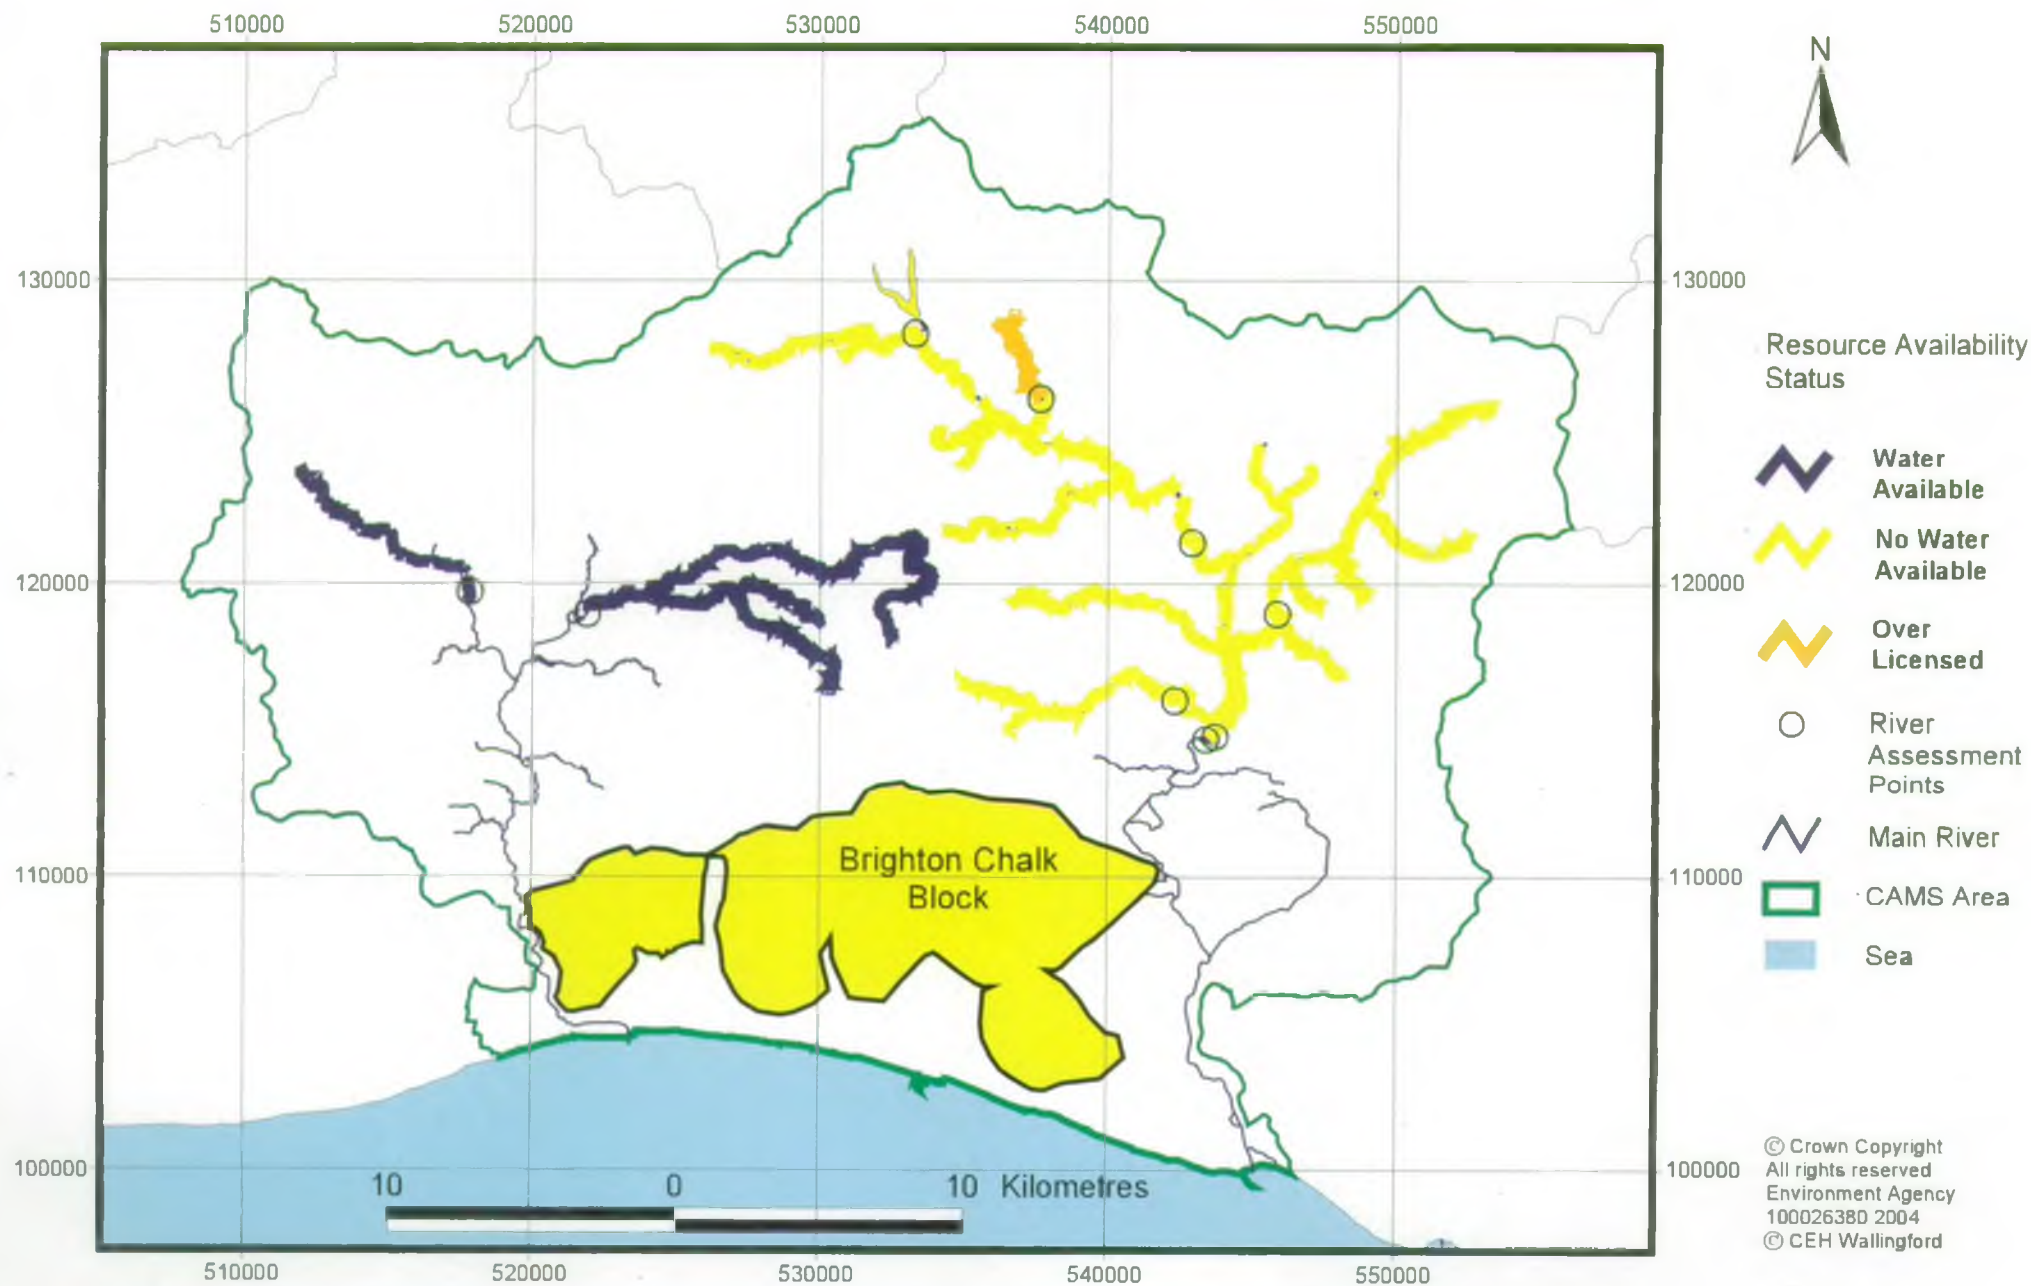 510000 520000 530000 540000 550000
N
130000 130000
Resource Availability
Status
Water
Available
No Water
Available
120000 120000
Over
Licensed
River
Assessment
Points
Main River
Brighton Chalk
Block
110000 110000
CAMS Area
Sea
100000 100000
10 0 10 Kilometres
© Crown Copyright
All rights reserved
Environment Agency
100026380 2004
© CEH Wallingford
510000 520000 530000 540000 550000